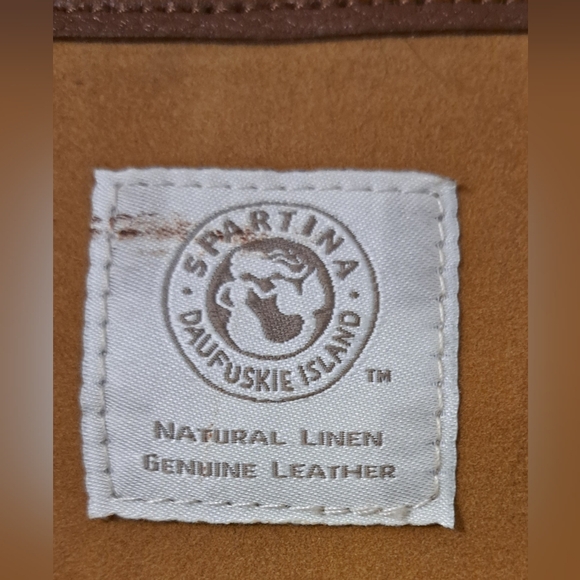 · SPARTINA ·
DAUFUSKIE ISLAND
TM
NATURAL LINEN
GENUINE LEATHER